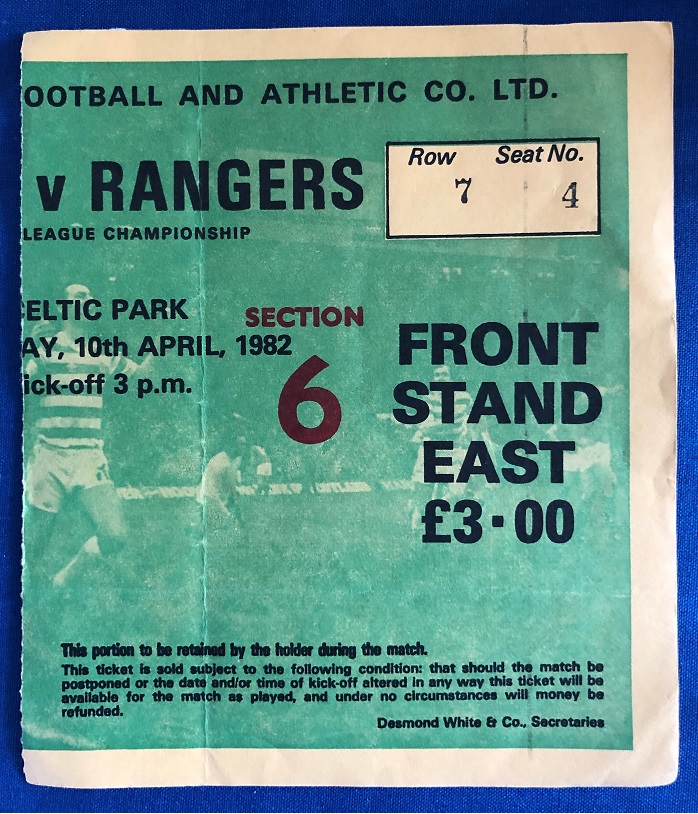 OOTBALL AND ATHLETIC CO. LTD.
v RANGERS
Row Seat No.
7 4
LEAGUE CHAMPIONSHIP
ELTIC PARK
AY, 10th APRIL, 1982
ick-off 3 p.m.
SECTION
6
FRONT
STAND
EAST
£3·00
This portion to be retained by the holder during the match.
This ticket is sold subject to the following condition: that should the match be
postponed or the date and/or time of kick-off altered in any way this ticket will be
available for the match as played, and under no circumstances will money be
refunded.
Desmond White & Co., Secretaries